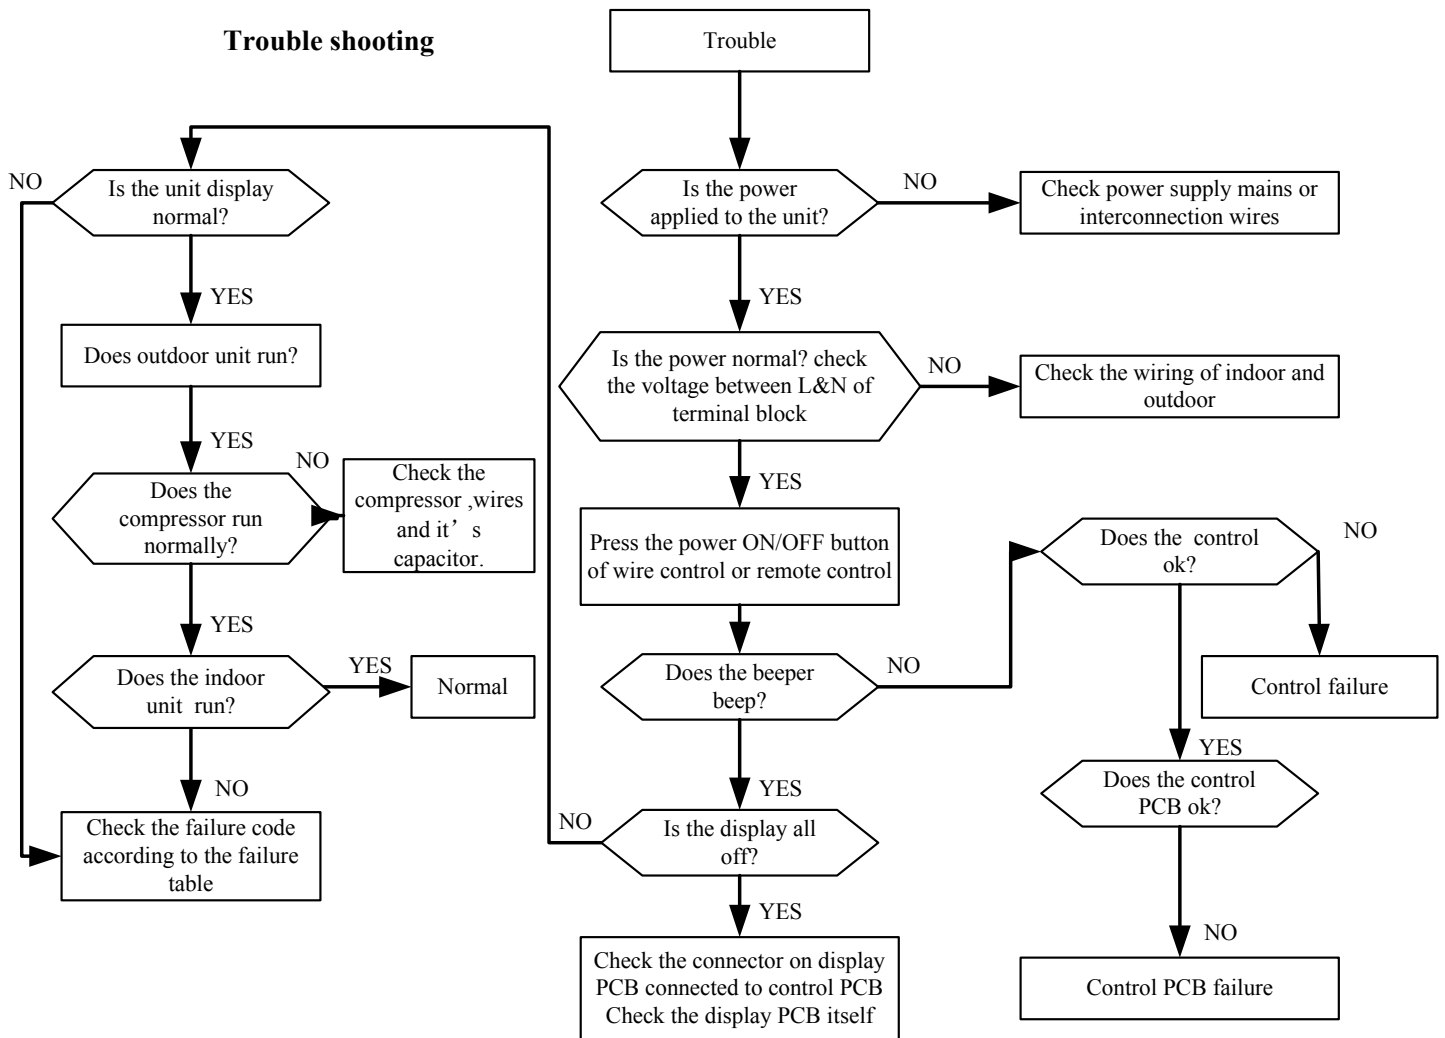 Trouble shooting
Trouble
NO
Is the unit display
normal?
Is the power
applied to the unit?
NO
Check power supply mains or
interconnection wires
YES
YES
Does outdoor unit run?
Is the power normal? check
the voltage between L&N of
terminal block
NO
Check the wiring of indoor and
outdoor
YES
NO
Does the
compressor run
normally?
Check the
compressor ,wires
and it’ s
capacitor.
YES
Press the power ON/OFF button
of wire control or remote control
Does the  control
ok?
NO
YES
Does the indoor
unit  run?
YES
Normal
Does the beeper
beep?
NO
Control failure
YES
Does the control
PCB ok?
NO
YES
Check the failure code
according to the failure
table
NO
Is the display all
off?
YES
NO
Check the connector on display
PCB connected to control PCB
Check the display PCB itself
Control PCB failure